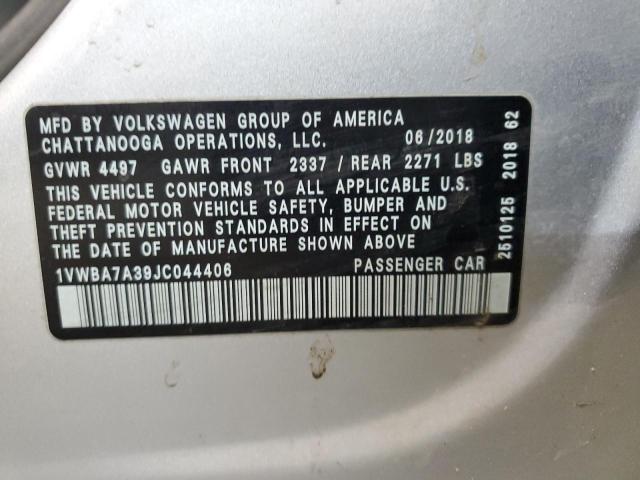 MFD BY VOLKSWAGEN GROUP OF AMERICA
CHATTANOOGA OPERATIONS, LLC. 06/2018
GVWR 4497 GAWR FRONT 2337 / REAR 2271 LBS
THIS VEHICLE CONFORMS TO ALL APPLICABLE U.S.
FEDERAL MOTOR VEHICLE SAFETY, BUMPER AND
THEFT PREVENTION STANDARDS IN EFFECT ON
THE DATE OF MANUFACTURE SHOWN ABOVE.
1VWBA7A39JC044406 PASSENGER CAR
2510125 2018 62